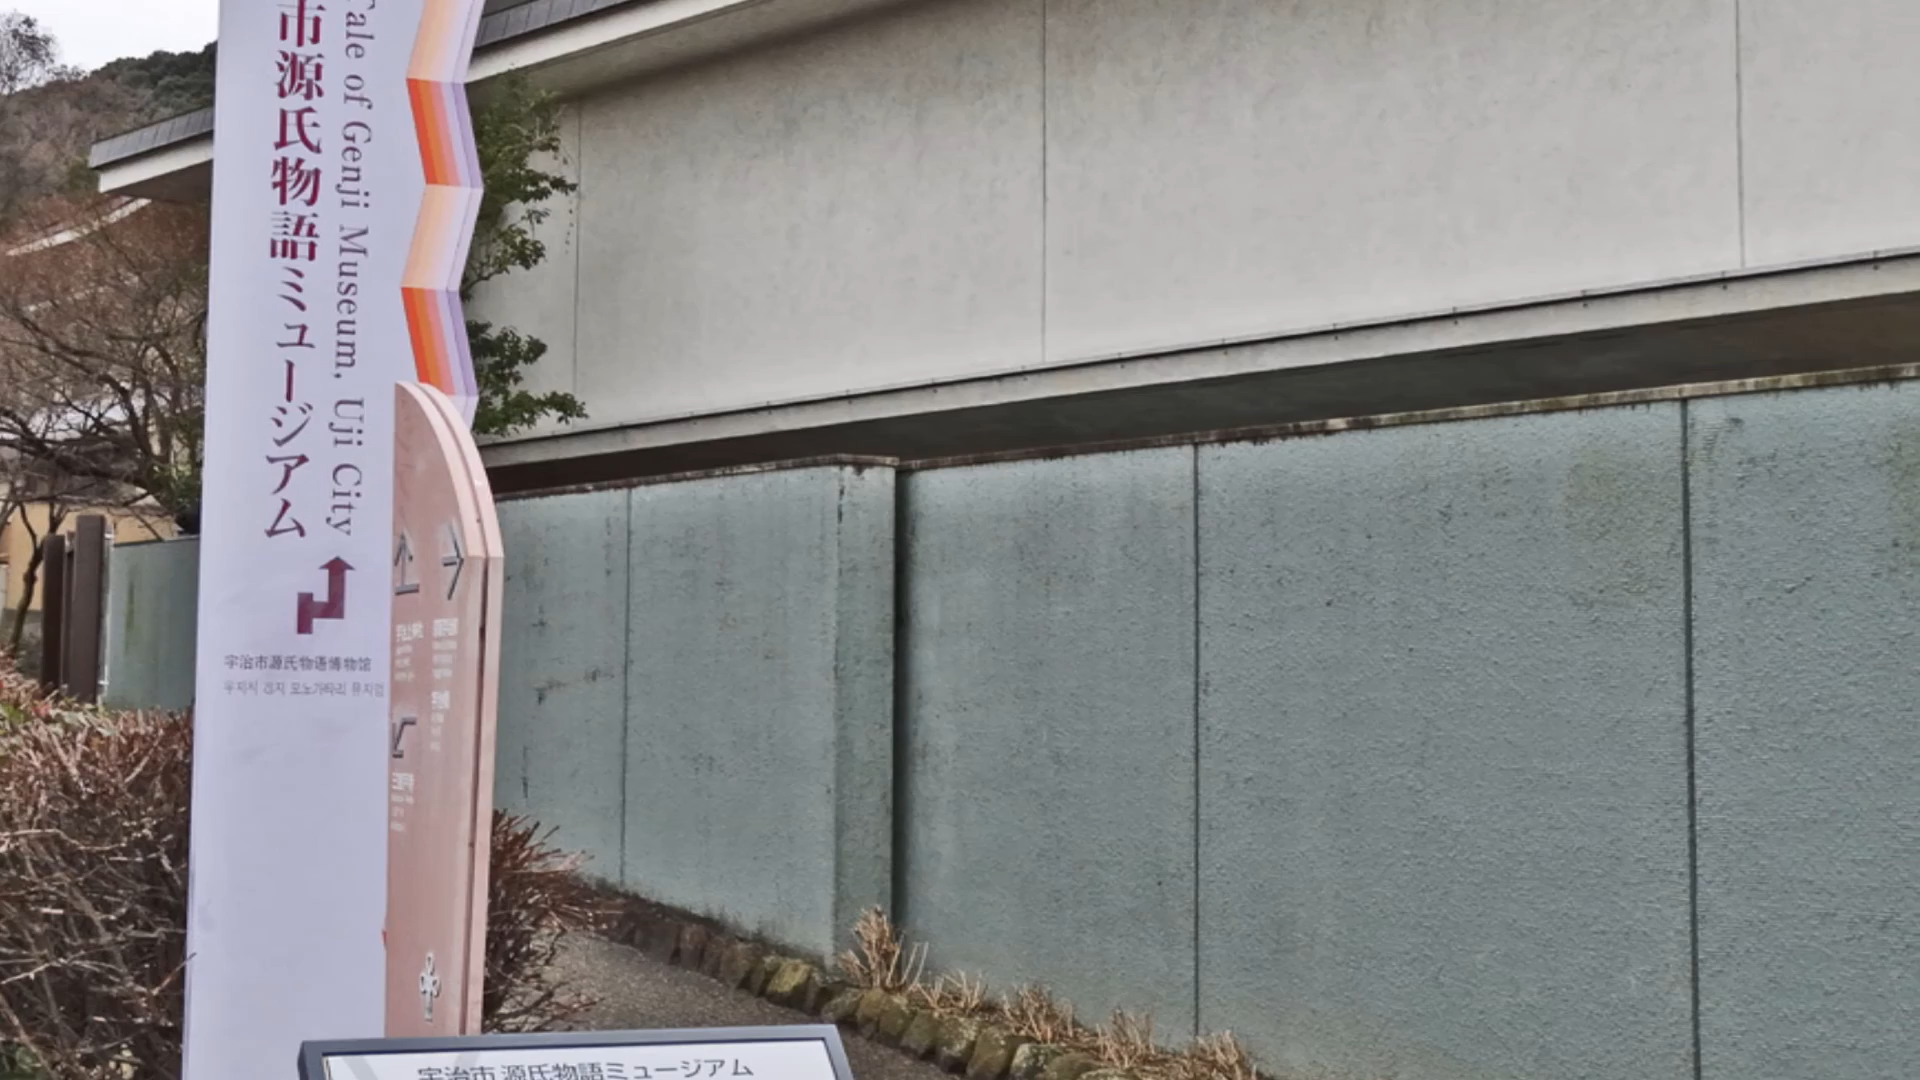 市源氏物語ミュージアム
Tale of Genji Museum, Uji City
宇治市源氏物语博物馆
우지시 겐지 모노가타리 뮤지엄
宇治市 源氏物語ミュージアム